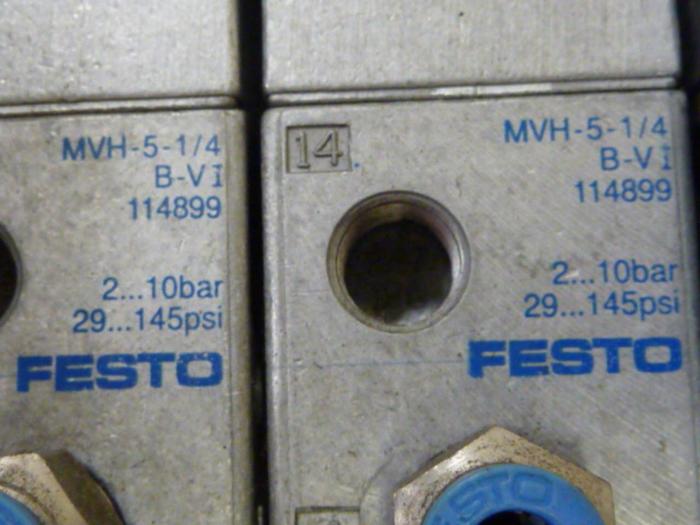 MVH-5-1/4
B-VI
114899
2...10bar
29...145psi
FESTO
14
MVH-5-1/4
B-VI
114899
2...10bar
29...145psi
FESTO
FESTO